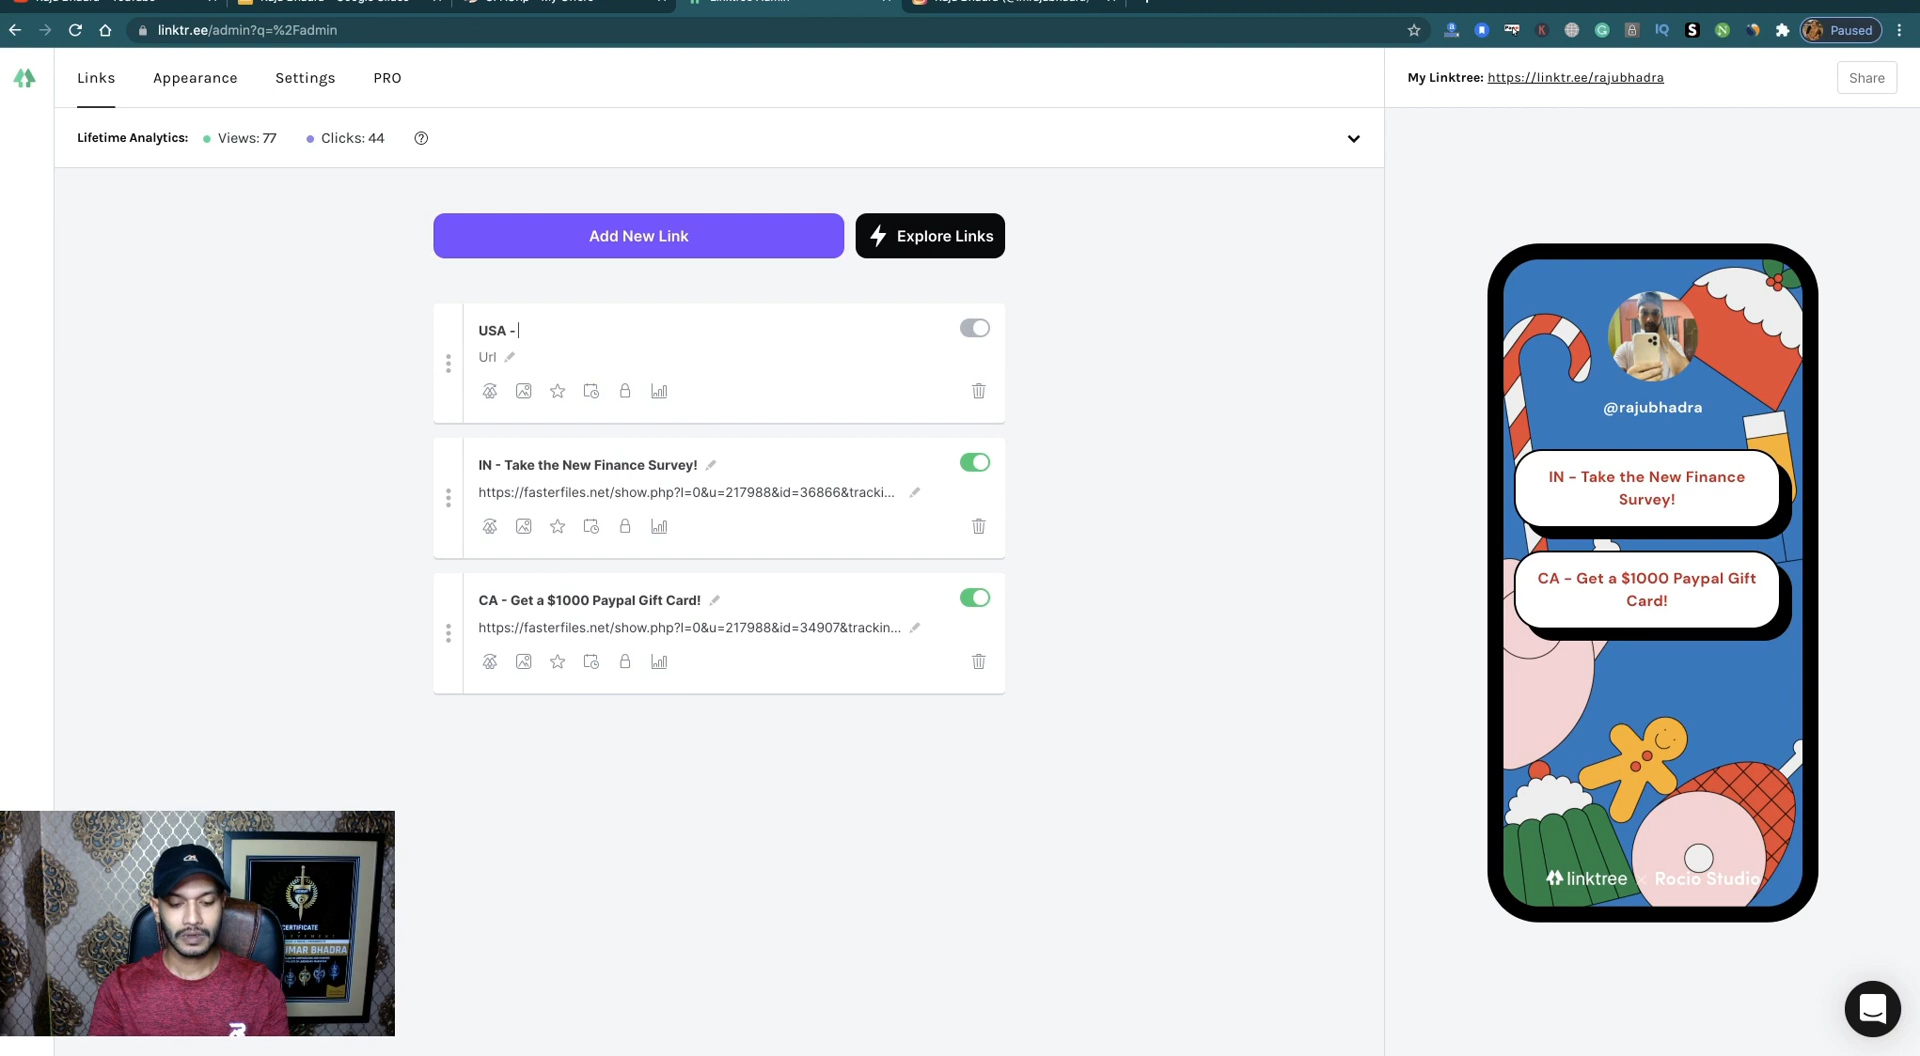 linktr.ee/admin?q=%2Fadmin
Paused
Links
Appearance
Settings
PRO
My Linktree: https://linktr.ee/rajubhadra
Share
Lifetime Analytics:
Views: 77
Clicks: 44
Add New Link
Explore Links
USA -
Url
IN - Take the New Finance Survey!
https://fasterfiles.net/show.php?l=0&u=217988&id=36866&tracki...
CA - Get a $1000 Paypal Gift Card!
https://fasterfiles.net/show.php?l=0&u=217988&id=34907&trackin...
@rajubhadra
IN - Take the New Finance
Survey!
CA - Get a $1000 Paypal Gift
Card!
linktree × Rocio Studio
CERTIFICATE
UMAR BHADRA